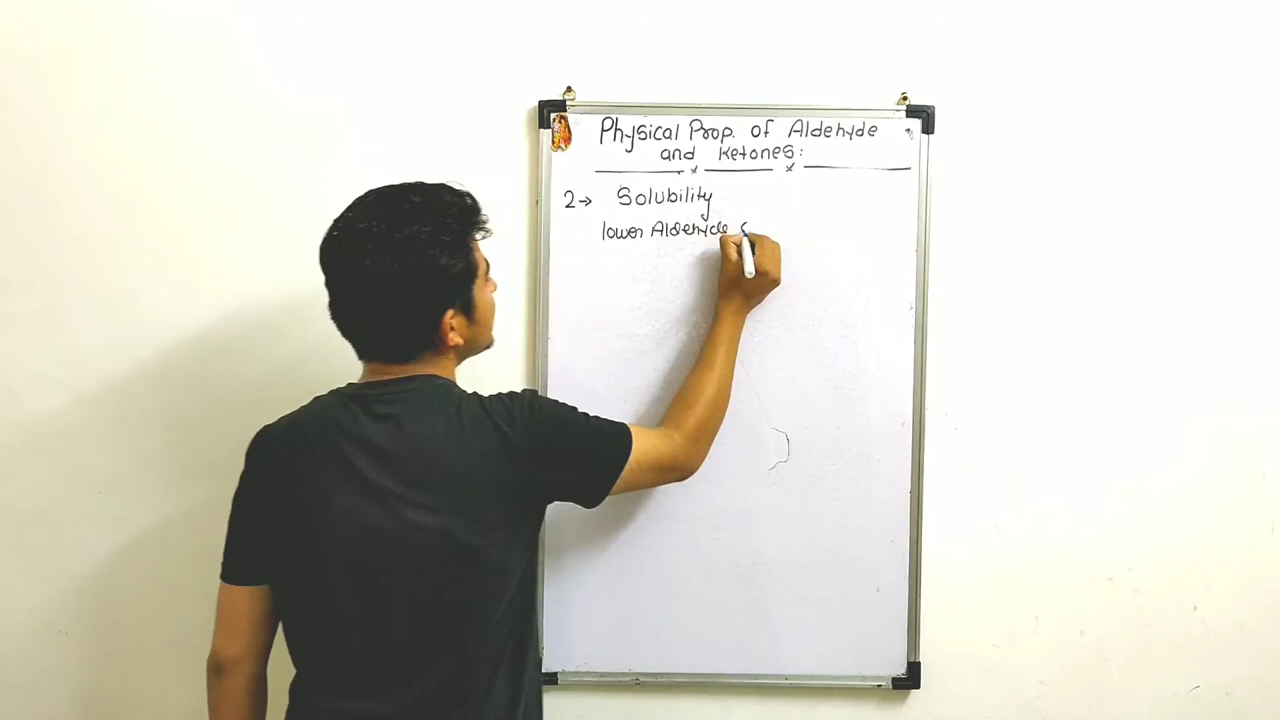 Physical Prop. of Aldehyde
and Ketones:
2→ Solubility
lower Aldehyde